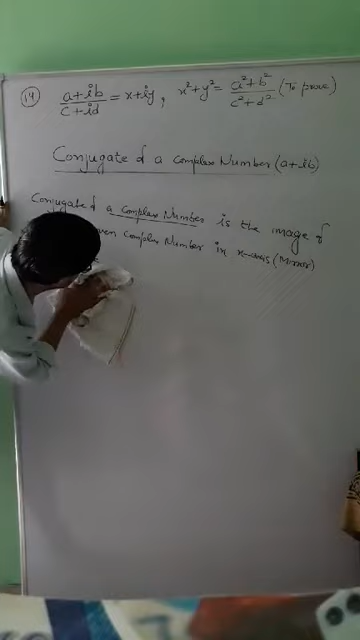 (14) (a+ib)/(c+id) = x+iy, x²+y² = (a²+b²)/(c²+d²) (To prove)
Conjugate of a complex Number (a+ib)
Conjugate of a complex Number is the image of
complex Number in x-axis (Mirror)